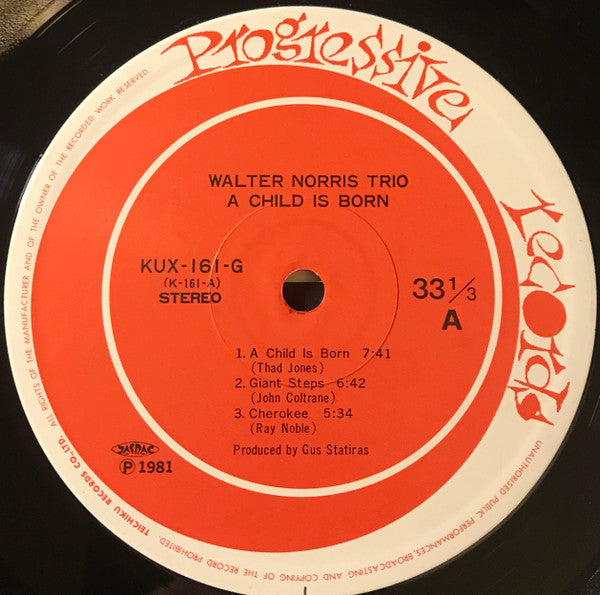 Progressive
records
WALTER NORRIS TRIO
A CHILD IS BORN
KUX-161-G
(K-161-A)
STEREO
33 1/3
A
1. A Child Is Born 7:41
(Thad Jones)
2. Giant Steps 6:42
(John Coltrane)
3. Cherokee 5:34
(Ray Noble)
Produced by Gus Statiras
JASRAC
Ⓟ 1981
TEICHIKU RECORDS CO., LTD. ALL RIGHTS OF THE MANUFACTURER AND OF THE OWNER OF THE RECORDED WORK RESERVED.
UNAUTHORISED PUBLIC PERFORMANCES, BROADCASTING AND COPYING OF THE RECORD PROHIBITED.